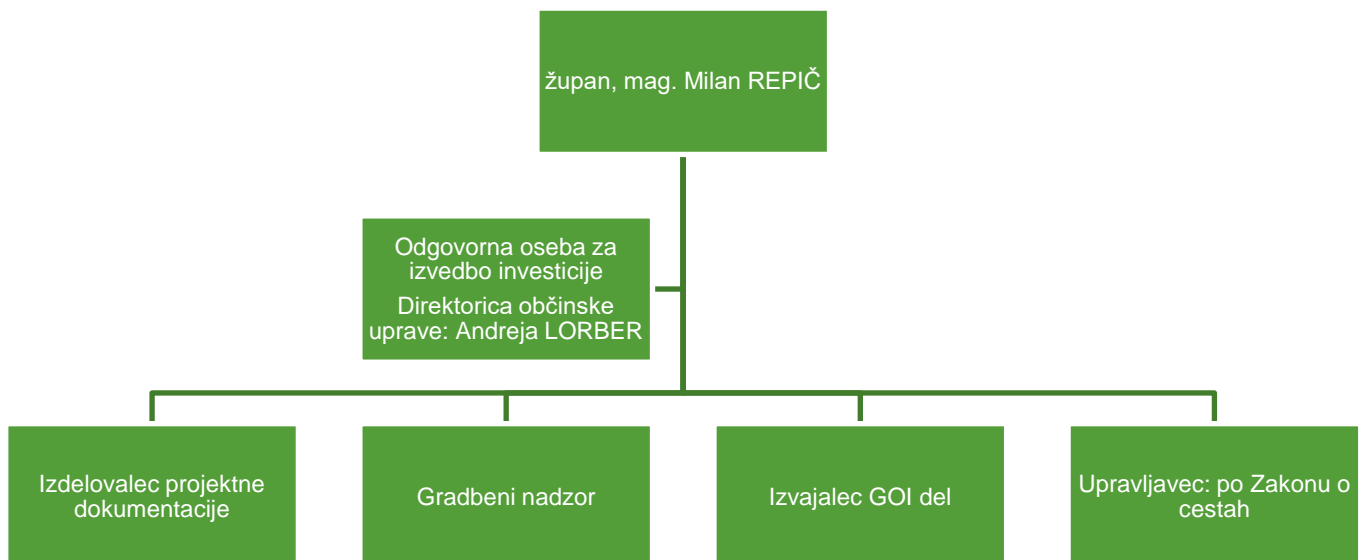 župan, mag. Milan REPIČ
Odgovorna oseba za
izvedbo investicije
Direktorica občinske
uprave: Andreja LORBER
Izdelovalec projektne
dokumentacije
Gradbeni nadzor
Izvajalec GOI del
Upravljavec: po Zakonu o
cestah